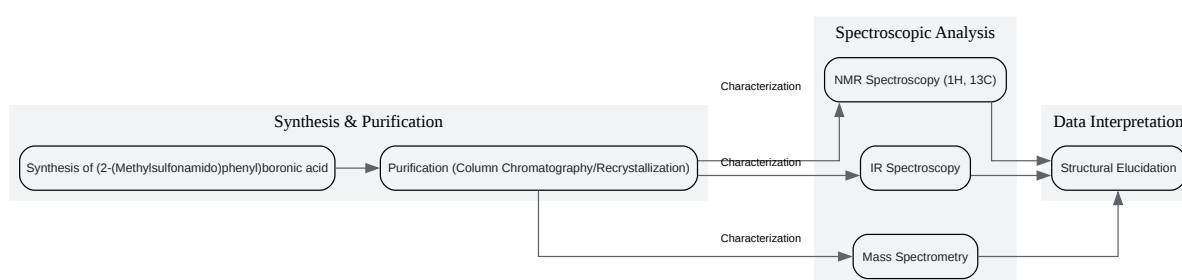 Spectroscopic Analysis
NMR Spectroscopy (1H, 13C)
Characterization
Synthesis & Purification
Data Interpretation
Synthesis of (2-(Methylsulfonamido)phenyl)boronic acid
Purification (Column Chromatography/Recrystallization)
Characterization
IR Spectroscopy
Structural Elucidation
Characterization
Mass Spectrometry